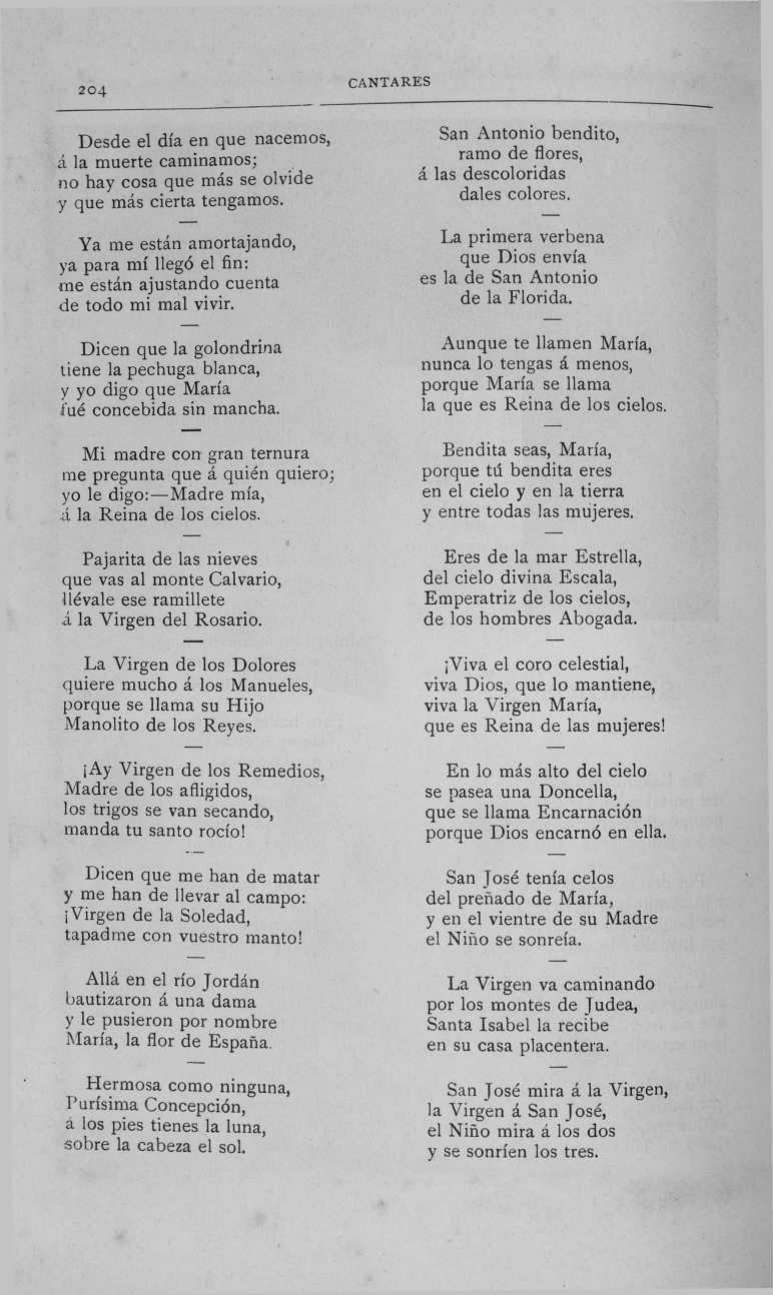 204
CANTARES
Desde el día en que nacemos,
á la muerte caminamos;
no hay cosa que más se olvide
y que más cierta tengamos.
—
Ya me están amortajando,
ya para mí llegó el fin:
me están ajustando cuenta
de todo mi mal vivir.
—
Dicen que la golondrina
tiene la pechuga blanca,
y yo digo que María
fué concebida sin mancha.
—
Mi madre con gran ternura
me pregunta que á quién quiero;
yo le digo:—Madre mía,
á la Reina de los cielos.
—
Pajarita de las nieves
que vas al monte Calvario,
llévale ese ramillete
á la Virgen del Rosario.
—
La Virgen de los Dolores
quiere mucho á los Manueles,
porque se llama su Hijo
Manolito de los Reyes.
—
¡Ay Virgen de los Remedios,
Madre de los afligidos,
los trigos se van secando,
manda tu santo rocío!
—
Dicen que me han de matar
y me han de llevar al campo:
¡Virgen de la Soledad,
tapadme con vuestro manto!
—
Allá en el río Jordán
bautizaron á una dama
y le pusieron por nombre
María, la flor de España.
—
Hermosa como ninguna,
Purísima Concepción,
á los pies tienes la luna,
sobre la cabeza el sol.
San Antonio bendito,
ramo de flores,
á las descoloridas
dales colores.
—
La primera verbena
que Dios envía
es la de San Antonio
de la Florida.
—
Aunque te llamen María,
nunca lo tengas á menos,
porque María se llama
la que es Reina de los cielos.
—
Bendita seas, María,
porque tú bendita eres
en el cielo y en la tierra
y entre todas las mujeres.
—
Eres de la mar Estrella,
del cielo divina Escala,
Emperatriz de los cielos,
de los hombres Abogada.
—
¡Viva el coro celestial,
viva Dios, que lo mantiene,
viva la Virgen María,
que es Reina de las mujeres!
—
En lo más alto del cielo
se pasea una Doncella,
que se llama Encarnación
porque Dios encarnó en ella.
—
San José tenía celos
del preñado de María,
y en el vientre de su Madre
el Niño se sonreía.
—
La Virgen va caminando
por los montes de Judea,
Santa Isabel la recibe
en su casa placentera.
—
San José mira á la Virgen,
la Virgen á San José,
el Niño mira á los dos
y se sonríen los tres.